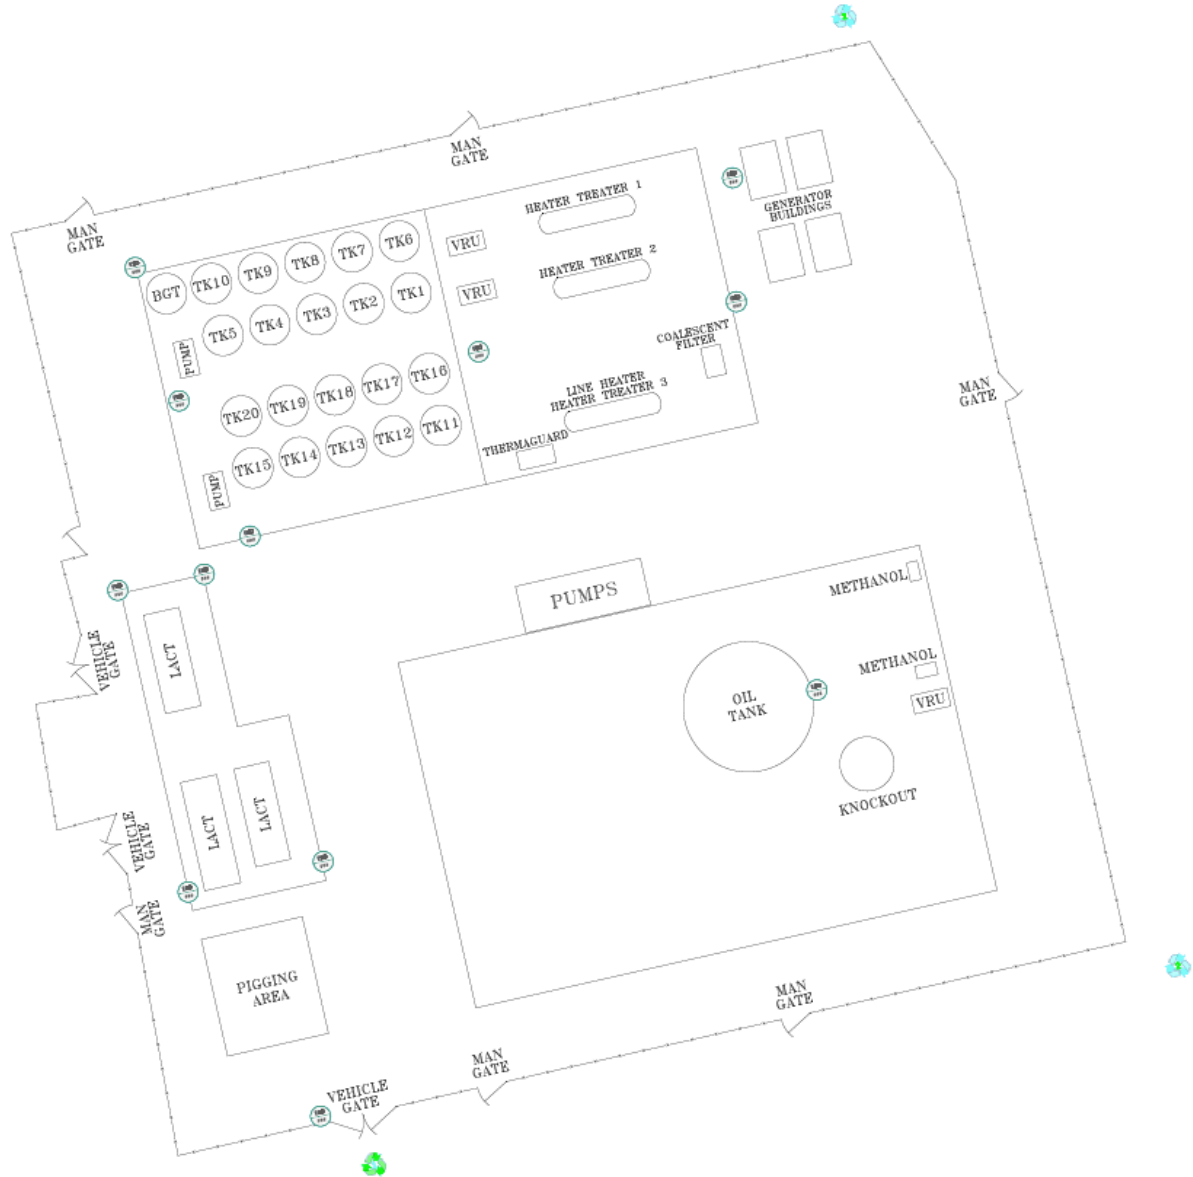 MAN
GATE
MAN
GATE
HEATER TREATER 1
GENERATOR
BUILDINGS
VRU
HEATER TREATER 2
VRU
TK6
TK7
TK8
TK9
TK10
BGT
TK1
TK2
TK3
TK4
TK5
PUMP
COALESCENT
FILTER
LINE HEATER
HEATER TREATER 3
MAN
GATE
TK16
TK17
TK18
TK19
TK20
TK11
TK12
TK13
TK14
TK15
THERMAGUARD
PUMP
PUMPS
METHANOL
METHANOL
VRU
OIL
TANK
KNOCKOUT
VEHICLE
GATE
LACT
LACT
LACT
VEHICLE
GATE
MAN
GATE
PIGGING
AREA
MAN
GATE
MAN
GATE
VEHICLE
GATE